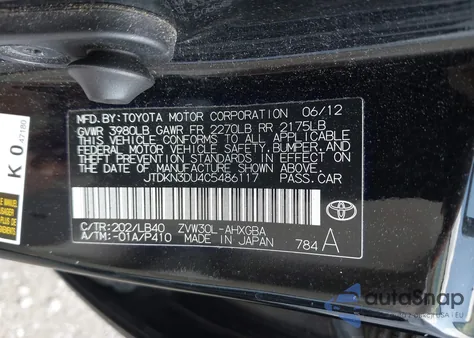 MFD.BY:TOYOTA MOTOR CORPORATION 06/12
GVWR 3980LB GAWR FR 2270LB RR 2175LB
THIS VEHICLE CONFORMS TO ALL APPLICABLE
FEDERAL MOTOR VEHICLE SAFETY, BUMPER, AND
THEFT PREVENTION STANDARDS IN EFFECT ON
THE DATE OF MANUFACTURE SHOWN ABOVE.
JTDKN3DU4C5486117 PASS.CAR
C/TR:202/LB40 ZVW30L-AHXGBA
A/TM:-01A/P410 MADE IN JAPAN 784 A
K 0
47180
autoSnap